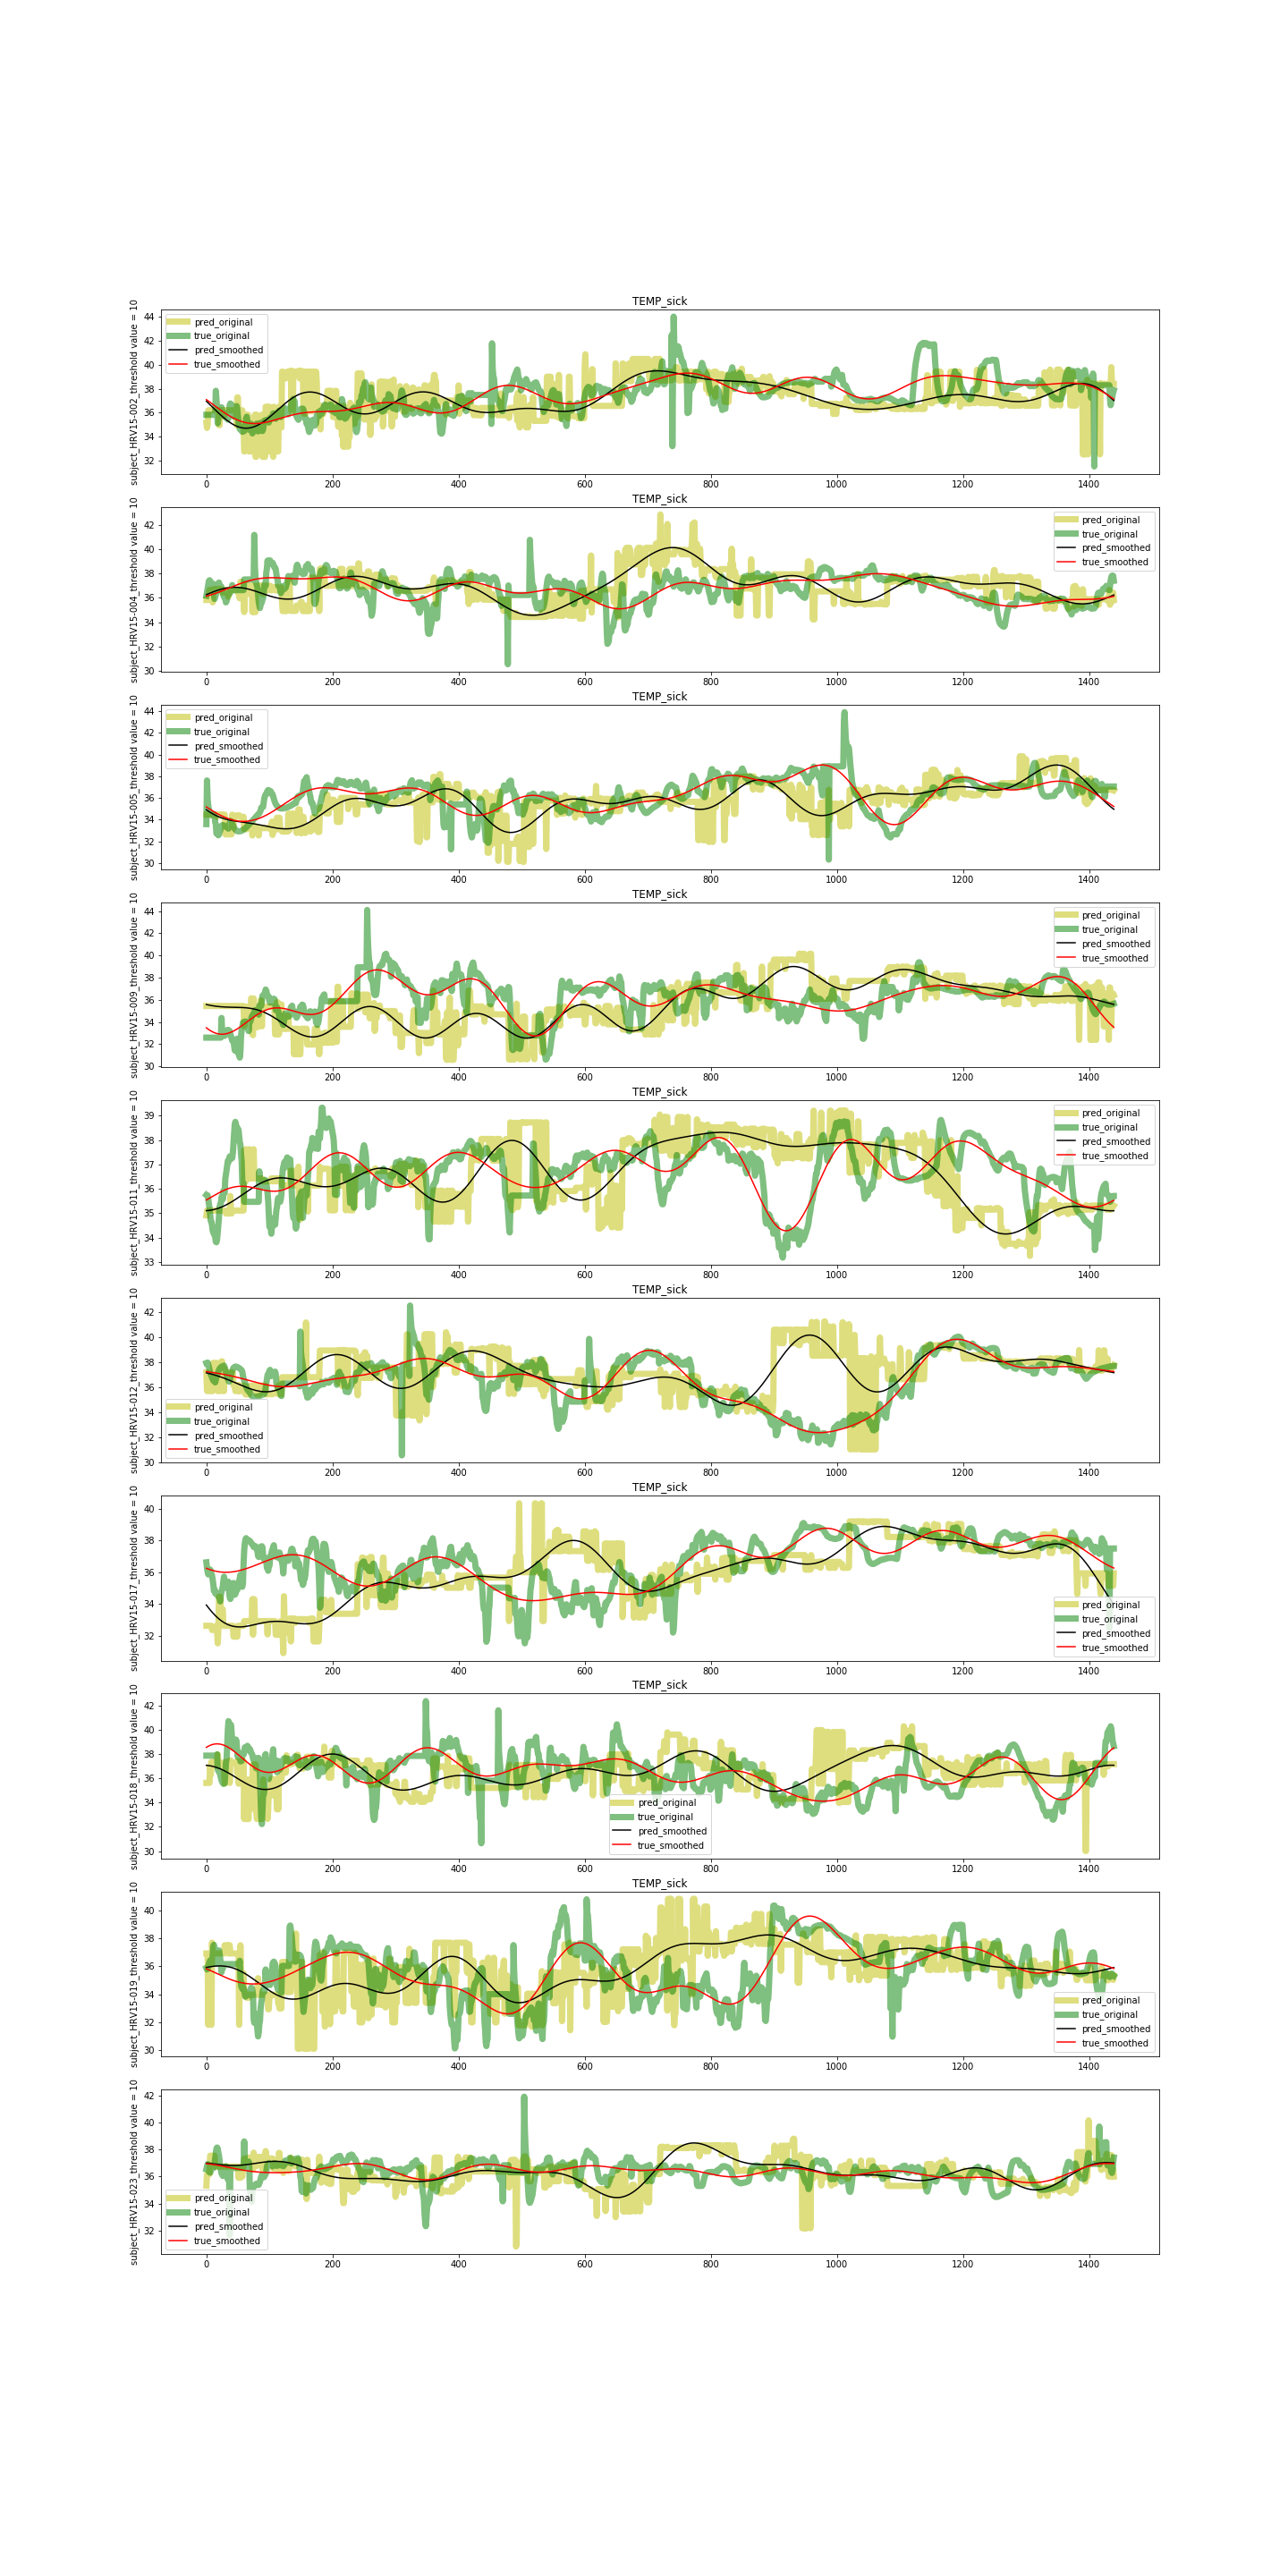 TEMP_sick
subject_HRV15-002_threshold value = 10
44
42
40
38
36
34
32
pred_original
true_original
pred_smoothed
true_smoothed
0 200 400 600 800 1000 1200 1400
TEMP_sick
subject_HRV15-004_threshold value = 10
42
40
38
36
34
32
30
pred_original
true_original
pred_smoothed
true_smoothed
0 200 400 600 800 1000 1200 1400
TEMP_sick
subject_HRV15-005_threshold value = 10
44
42
40
38
36
34
32
30
pred_original
true_original
pred_smoothed
true_smoothed
0 200 400 600 800 1000 1200 1400
TEMP_sick
subject_HRV15-009_threshold value = 10
44
42
40
38
36
34
32
30
pred_original
true_original
pred_smoothed
true_smoothed
0 200 400 600 800 1000 1200 1400
TEMP_sick
subject_HRV15-011_threshold value = 10
39
38
37
36
35
34
33
pred_original
true_original
pred_smoothed
true_smoothed
0 200 400 600 800 1000 1200 1400
TEMP_sick
subject_HRV15-012_threshold value = 10
42
40
38
36
34
32
30
pred_original
true_original
pred_smoothed
true_smoothed
0 200 400 600 800 1000 1200 1400
TEMP_sick
subject_HRV15-017_threshold value = 10
40
38
36
34
32
pred_original
true_original
pred_smoothed
true_smoothed
0 200 400 600 800 1000 1200 1400
TEMP_sick
subject_HRV15-018_threshold value = 10
42
40
38
36
34
32
30
pred_original
true_original
pred_smoothed
true_smoothed
0 200 400 600 800 1000 1200 1400
TEMP_sick
subject_HRV15-019_threshold value = 10
40
38
36
34
32
30
pred_original
true_original
pred_smoothed
true_smoothed
0 200 400 600 800 1000 1200 1400
subject_HRV15-023_threshold value = 10
42
40
38
36
34
32
pred_original
true_original
pred_smoothed
true_smoothed
0 200 400 600 800 1000 1200 1400